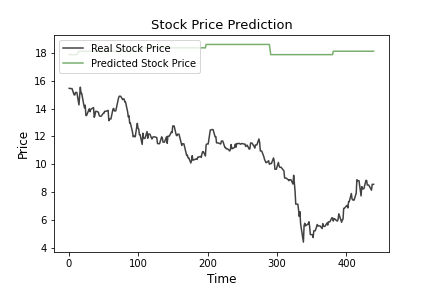 Stock Price Prediction
Real Stock Price
Predicted Stock Price
Price
18
16
14
12
10
8
6
4
0 100 200 300 400
Time